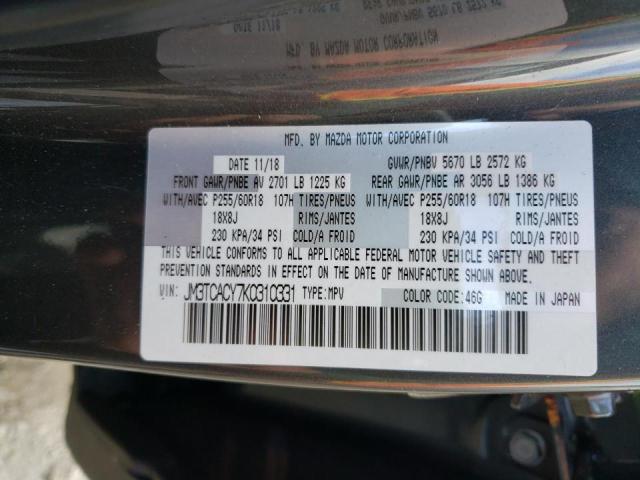 MFD. BY MAZDA MOTOR CORPORATION
DATE 11/18 GVWR/PNBV 5670 LB 2572 KG
FRONT GAWR/PNBE AV 2701 LB 1225 KG REAR GAWR/PNBE AR 3056 LB 1386 KG
WITH/AVEC P255/60R18 107H TIRES/PNEUS WITH/AVEC P255/60R18 107H TIRES/PNEUS
18X8J RIMS/JANTES 18X8J RIMS/JANTES
230 KPA/34 PSI COLD/A FROID 230 KPA/34 PSI COLD/A FROID
THIS VEHICLE CONFORMS TO ALL APPLICABLE FEDERAL MOTOR VEHICLE SAFETY AND THEFT
PREVENTION STANDARDS IN EFFECT ON THE DATE OF MANUFACTURE SHOWN ABOVE.
VIN: JM3TCACY7K0310331 TYPE: MPV COLOR CODE: 46G MADE IN JAPAN